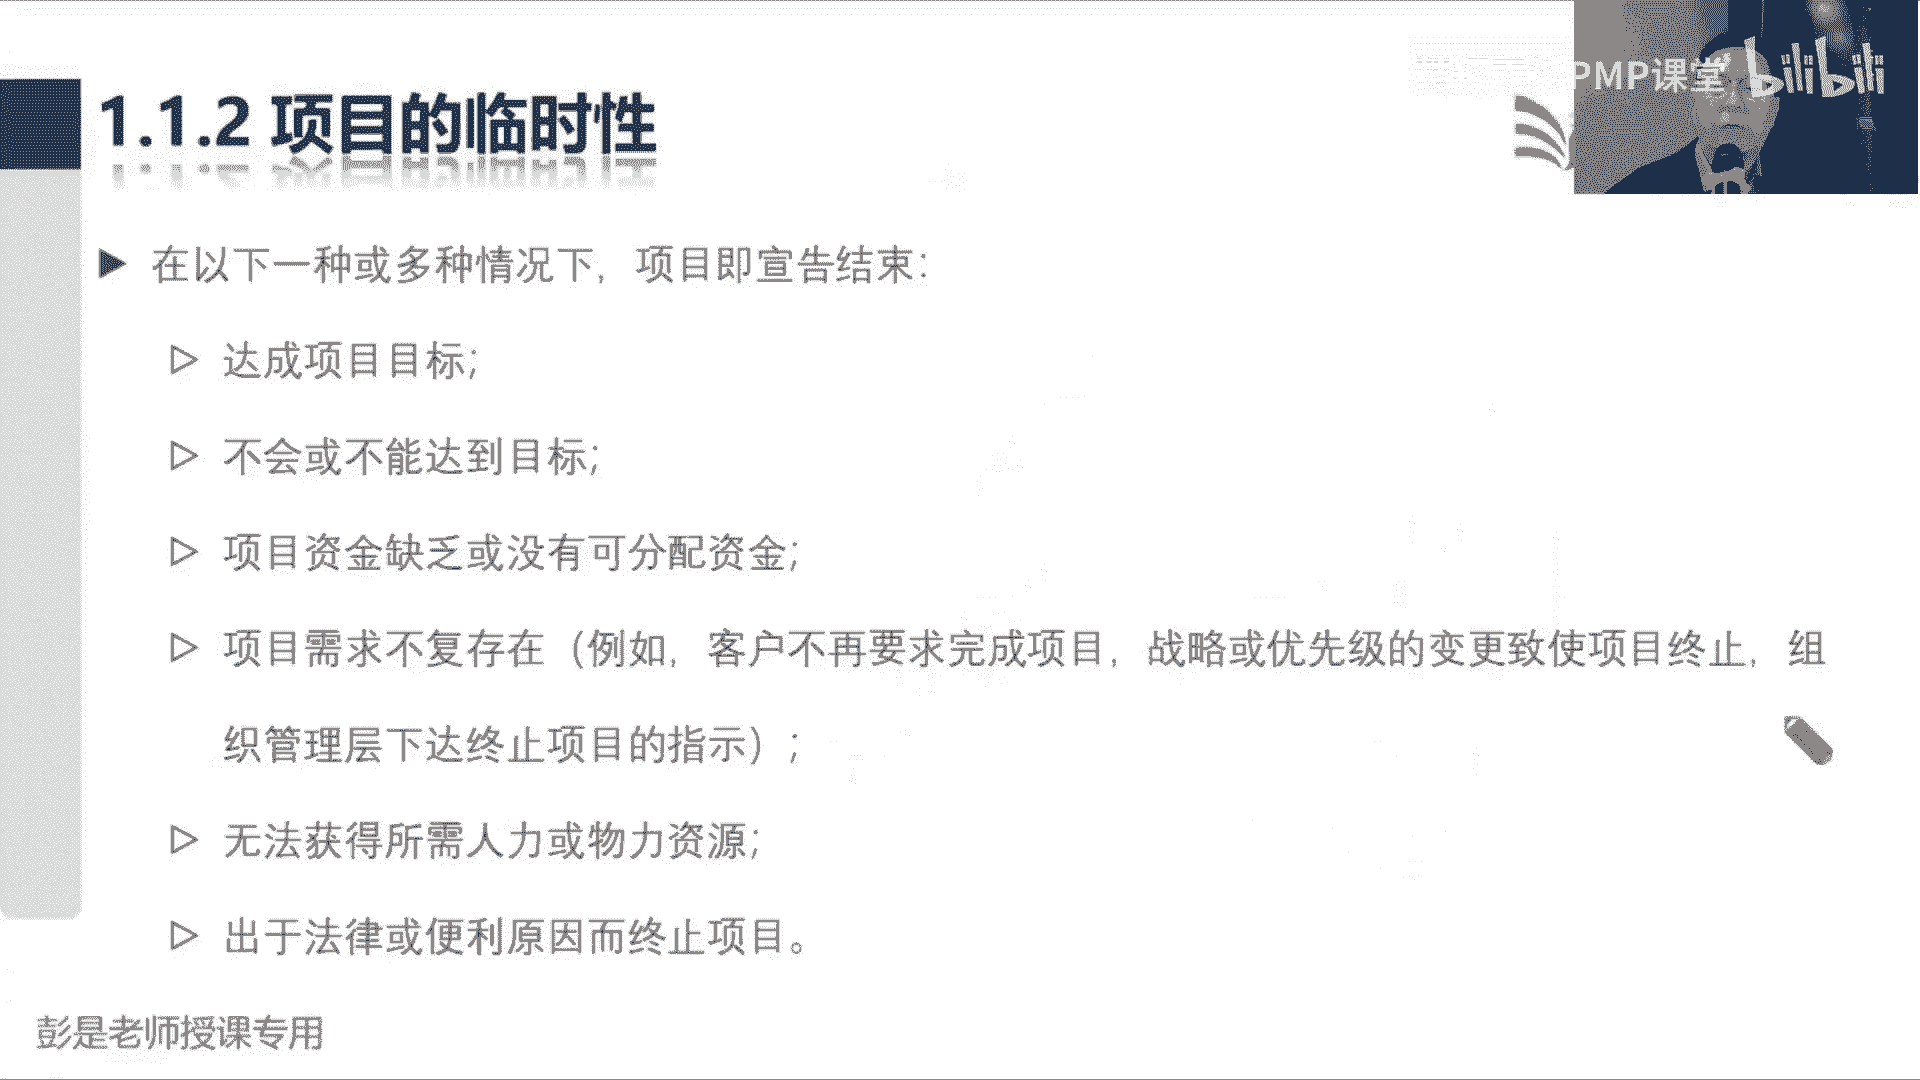 PMP课堂 bilibili
1.1.2 项目的临时性
在以下一种或多种情况下，项目即宣告结束：
达成项目目标；
不会或不能达到目标；
项目资金缺乏或没有可分配资金；
项目需求不复存在（例如，客户不再要求完成项目，战略或优先级的变更致使项目终止，组
织管理层下达终止项目的指示）；
无法获得所需人力或物力资源；
出于法律或便利原因而终止项目。
彭是老师授课专用